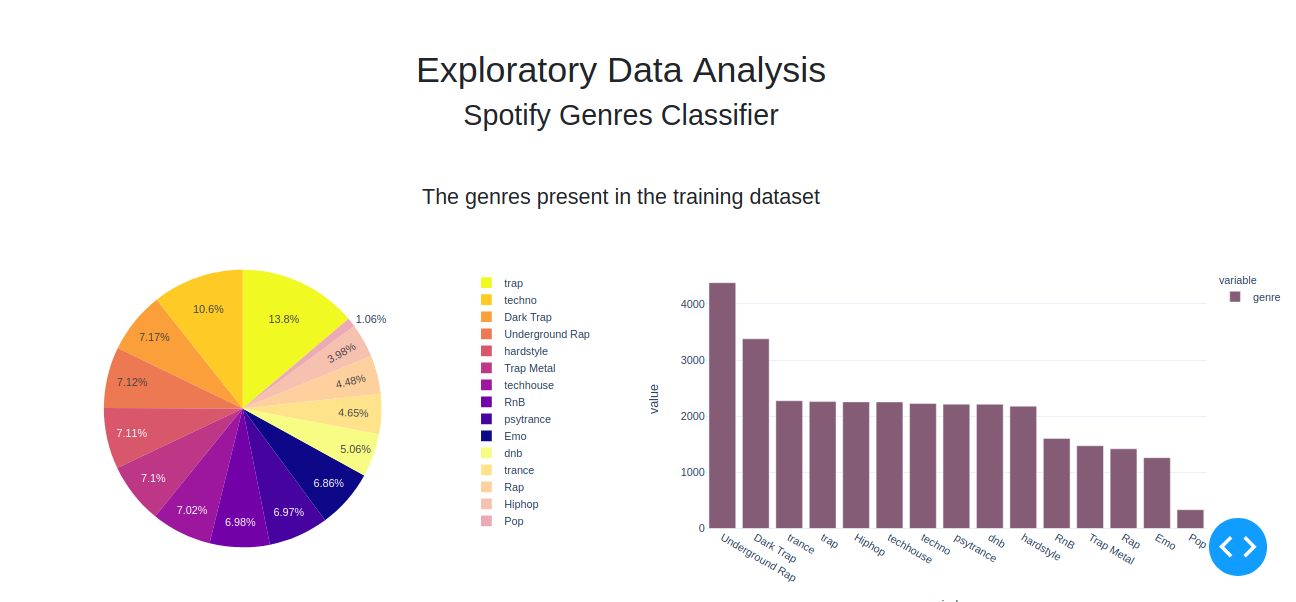 Exploratory Data Analysis
Spotify Genres Classifier
The genres present in the training dataset
13.8%
1.06%
3.98%
4.48%
4.65%
5.06%
6.86%
6.97%
6.98%
7.02%
7.1%
7.11%
7.12%
7.17%
10.6%
trap
techno
Dark Trap
Underground Rap
hardstyle
Trap Metal
techhouse
RnB
psytrance
Emo
dnb
trance
Rap
Hiphop
Pop
value
4000
3000
2000
1000
0
Underground Rap
Dark Trap
trance
trap
Hiphop
techhouse
techno
psytrance
dnb
hardstyle
RnB
Trap Metal
Rap
Emo
Pop
variable
genre